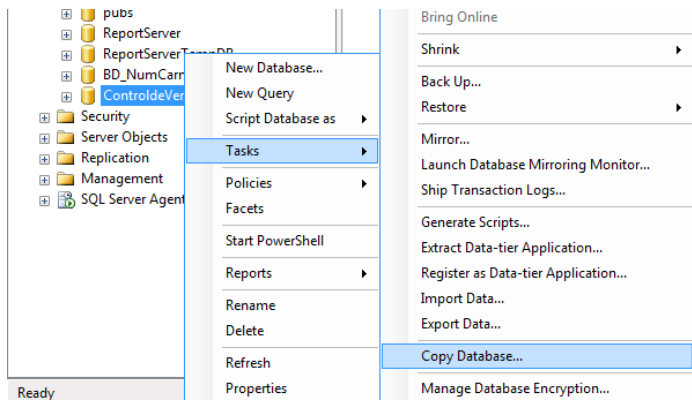 pubs
ReportServer
ReportServerTempDB
BD_NumCarn
ControldeVer
Security
Server Objects
Replication
Management
SQL Server Agent
Ready
New Database...
New Query
Script Database as
Tasks
Policies
Facets
Start PowerShell
Reports
Rename
Delete
Refresh
Properties
Bring Online
Shrink
Back Up...
Restore
Mirror...
Launch Database Mirroring Monitor...
Ship Transaction Logs...
Generate Scripts...
Extract Data-tier Application...
Register as Data-tier Application...
Import Data...
Export Data...
Copy Database...
Manage Database Encryption...